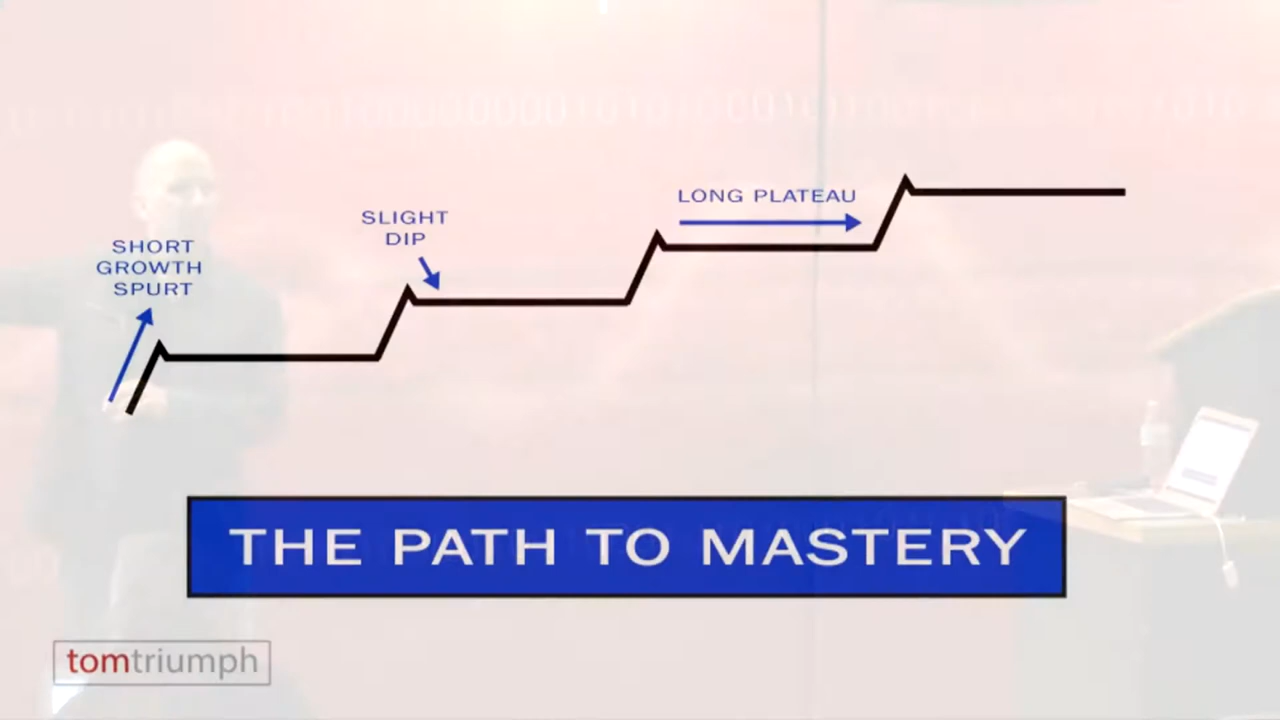 LONG PLATEAU
SLIGHT
DIP
SHORT
GROWTH
SPURT
THE PATH TO MASTERY
tomtriumph